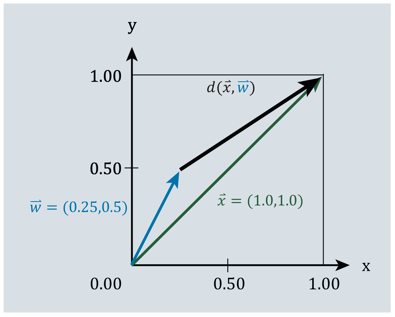 y
1.00
d(x⃗, w⃗)
0.50
w⃗ = (0.25,0.5)
x⃗ = (1.0,1.0)
x
0.00
0.50
1.00